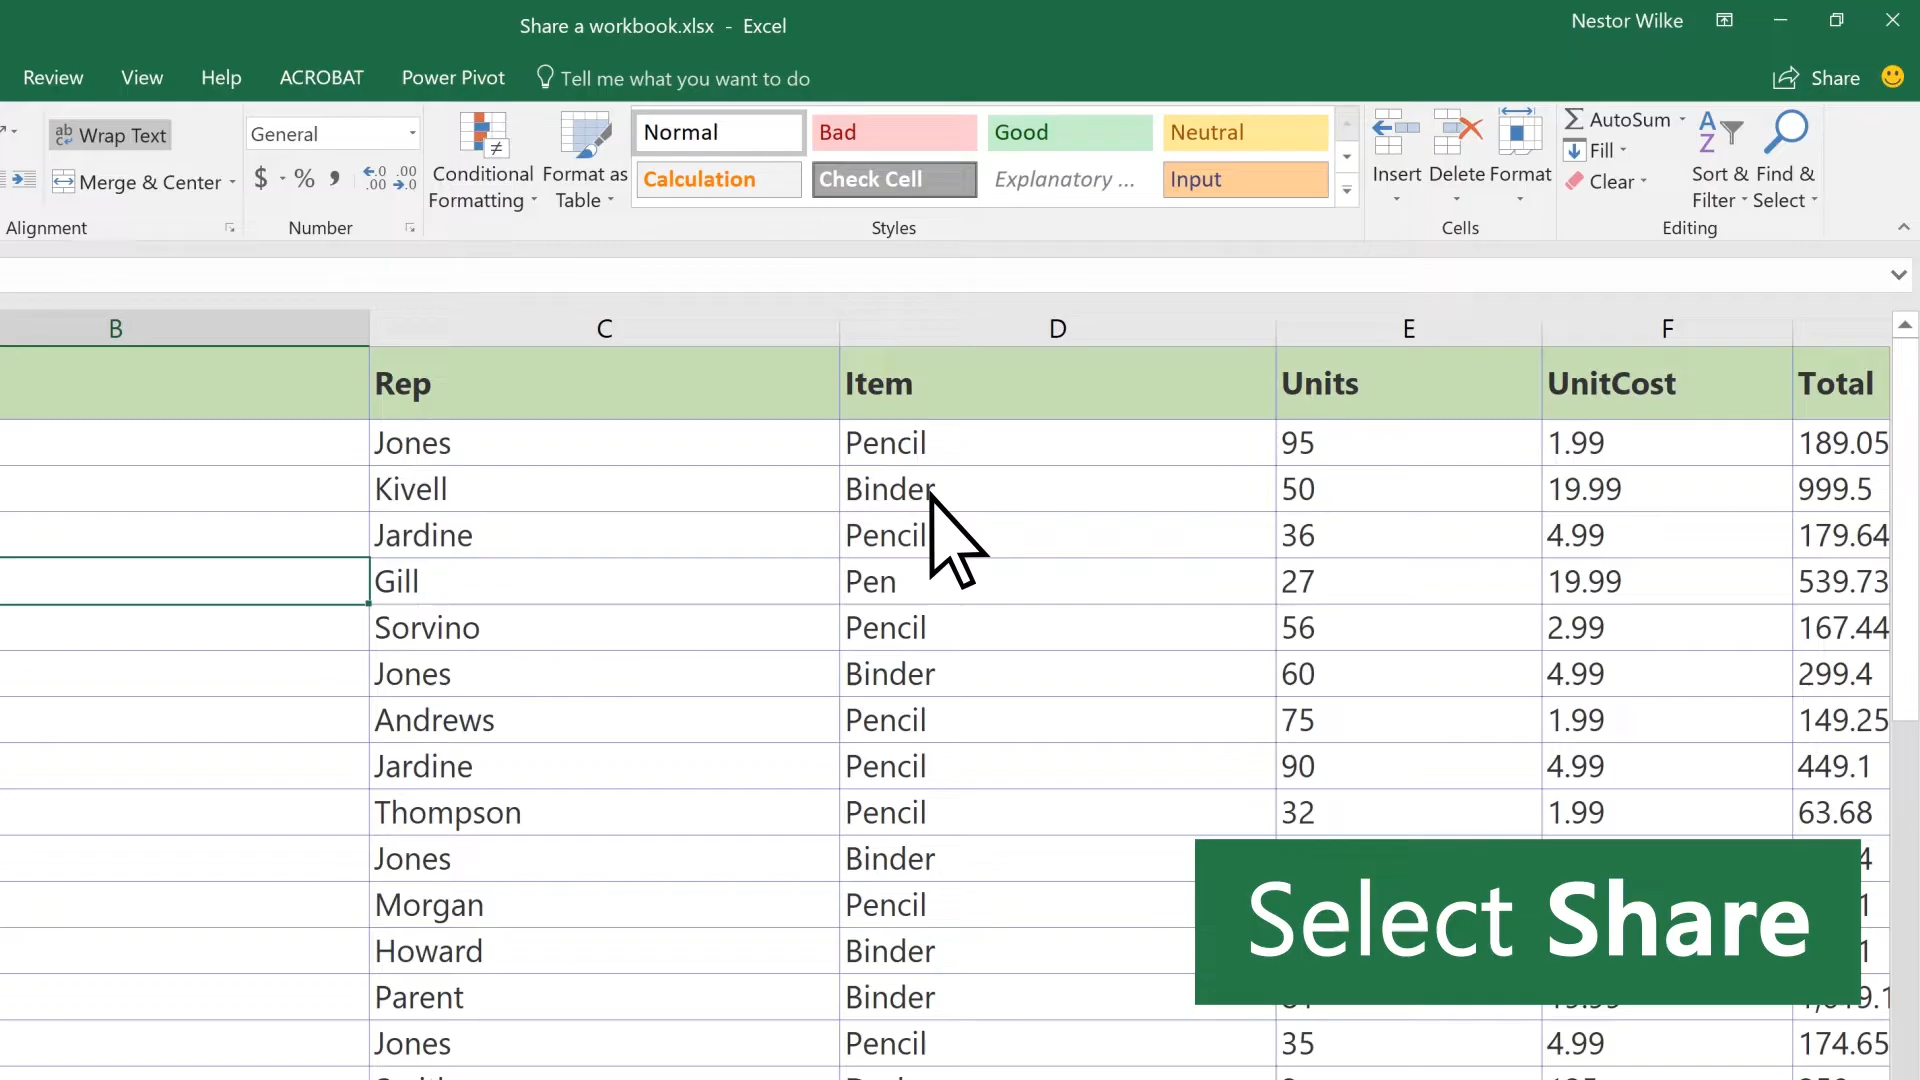 Share a workbook.xlsx - Excel
Nestor Wilke
Review View Help ACROBAT Power Pivot Tell me what you want to do
Share
Wrap Text
General
Merge & Center
$ % ,
Conditional Formatting
Format as Table
Normal Bad Good Neutral
Calculation Check Cell Explanatory ... Input
Insert Delete Format
AutoSum
Fill
Clear
Sort & Filter
Find & Select
Alignment Number Styles Cells Editing
B C D E F
Rep Item Units UnitCost Total
Jones Pencil 95 1.99 189.05
Kivell Binder 50 19.99 999.5
Jardine Pencil 36 4.99 179.64
Gill Pen 27 19.99 539.73
Sorvino Pencil 56 2.99 167.44
Jones Binder 60 4.99 299.4
Andrews Pencil 75 1.99 149.25
Jardine Pencil 90 4.99 449.1
Thompson Pencil 32 1.99 63.68
Jones Binder
Morgan Pencil
Howard Binder
Parent Binder
Jones Pencil 35 4.99 174.65
Select Share